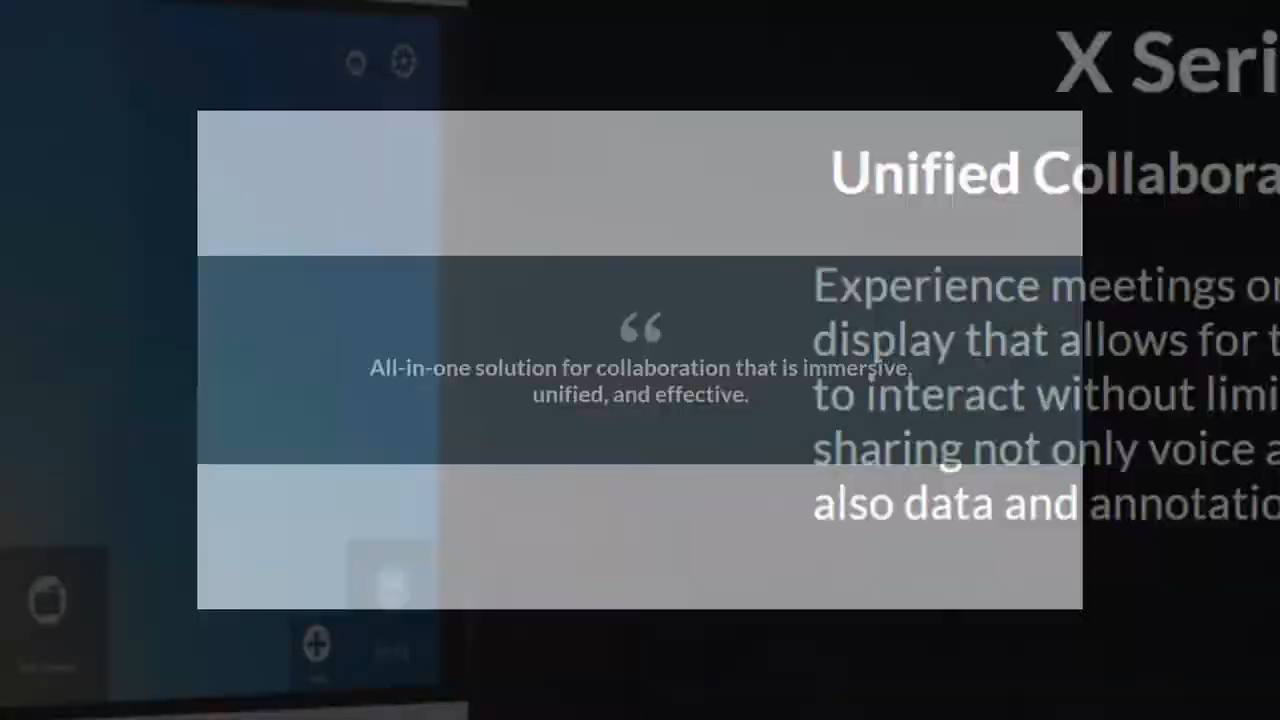 X Seri
Unified Collabora
Experience meetings or
display that allows for t
to interact without limi
sharing not only voice a
also data and annotatio
“
All-in-one solution for collaboration that is immersive,
unified, and effective.